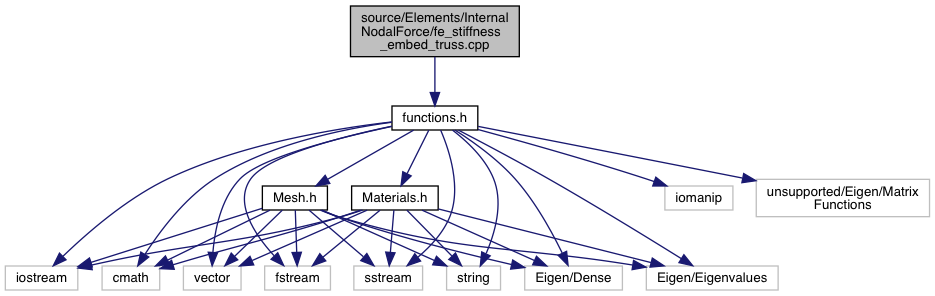 source/Elements/Internal
NodalForce/fe_stiffness
_embed_truss.cpp
functions.h
Mesh.h
Materials.h
iomanip
unsupported/Eigen/Matrix
Functions
iostream
cmath
vector
fstream
sstream
string
Eigen/Dense
Eigen/Eigenvalues